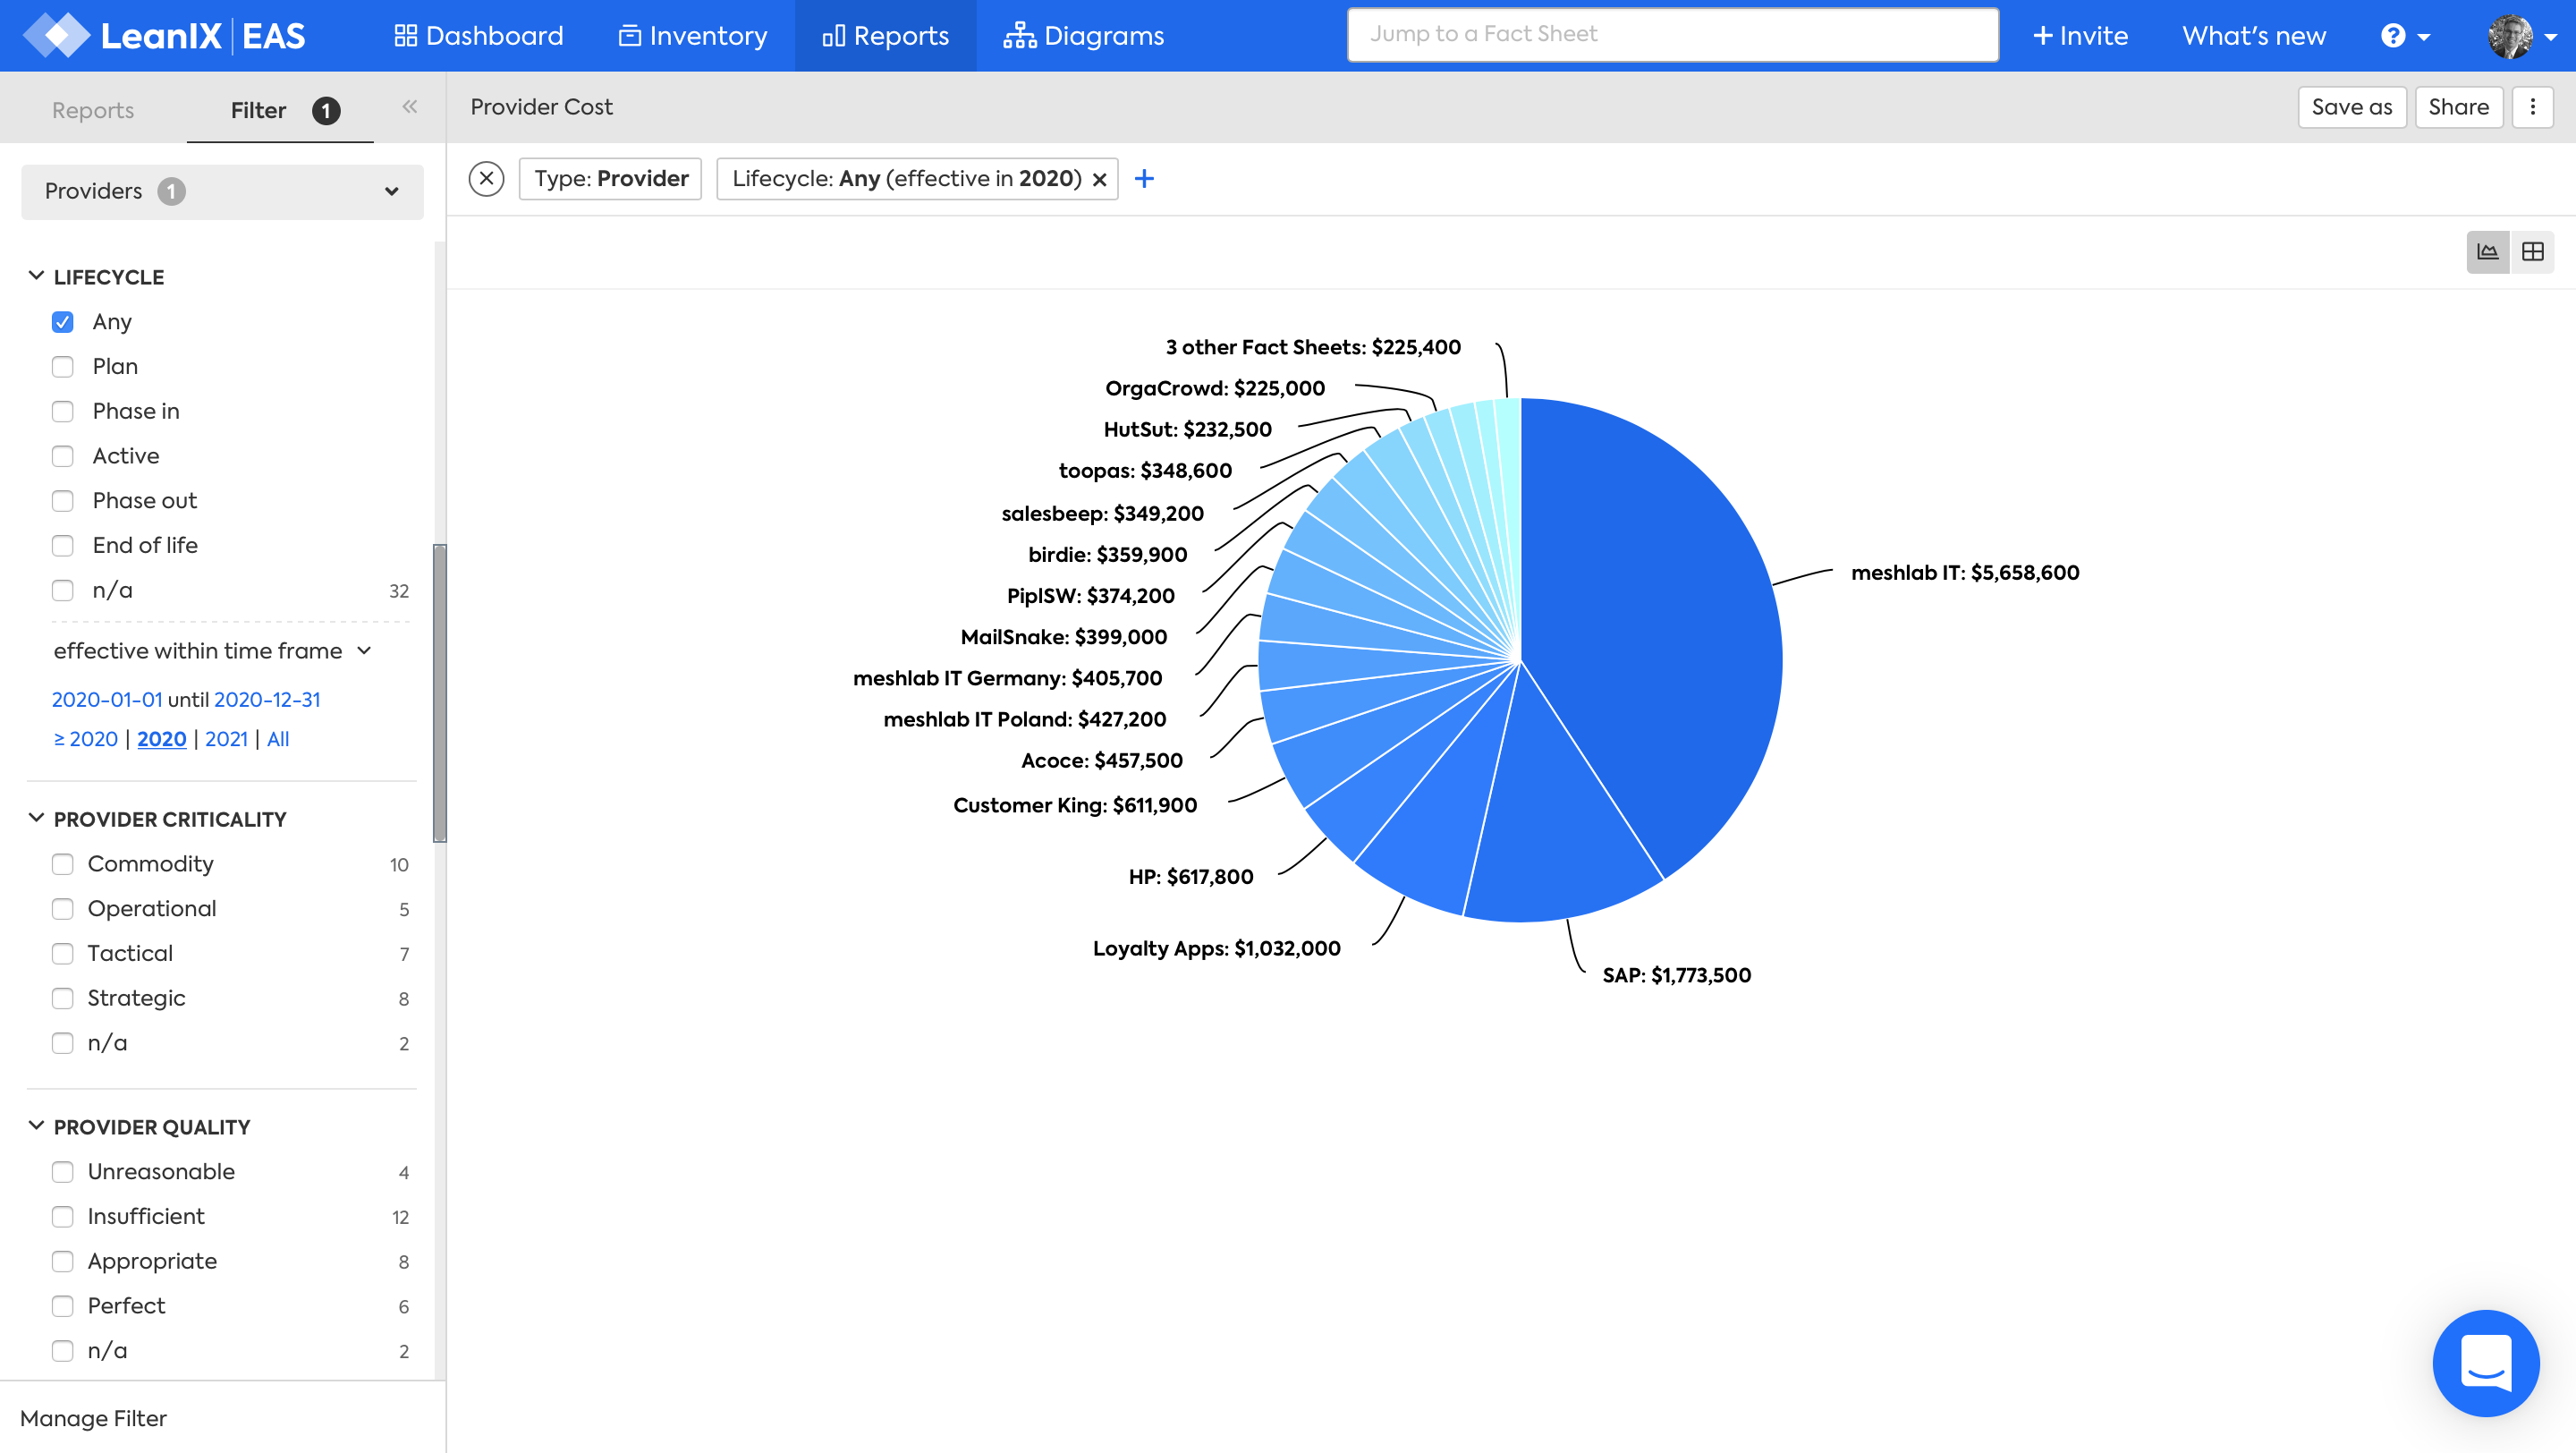 LeanIX EAS
Dashboard
Inventory
Reports
Diagrams
Jump to a Fact Sheet
+ Invite
What's new
?
Reports
Filter 1
«
Provider Cost
Save as
Share
Type: Provider
Lifecycle: Any (effective in 2020) ×
+
Providers 1
LIFECYCLE
Any
Plan
Phase in
Active
Phase out
End of life
n/a 32
effective within time frame
2020-01-01 until 2020-12-31
≥ 2020 | 2020 | 2021 | All
PROVIDER CRITICALITY
Commodity 10
Operational 5
Tactical 7
Strategic 8
n/a 2
PROVIDER QUALITY
Unreasonable 4
Insufficient 12
Appropriate 8
Perfect 6
n/a 2
Manage Filter
3 other Fact Sheets: $225,400
OrgaCrowd: $225,000
HutSut: $232,500
toopas: $348,600
salesbeep: $349,200
birdie: $359,900
PiplSW: $374,200
MailSnake: $399,000
meshlab IT Germany: $405,700
meshlab IT Poland: $427,200
Acoce: $457,500
Customer King: $611,900
HP: $617,800
Loyalty Apps: $1,032,000
SAP: $1,773,500
meshlab IT: $5,658,600